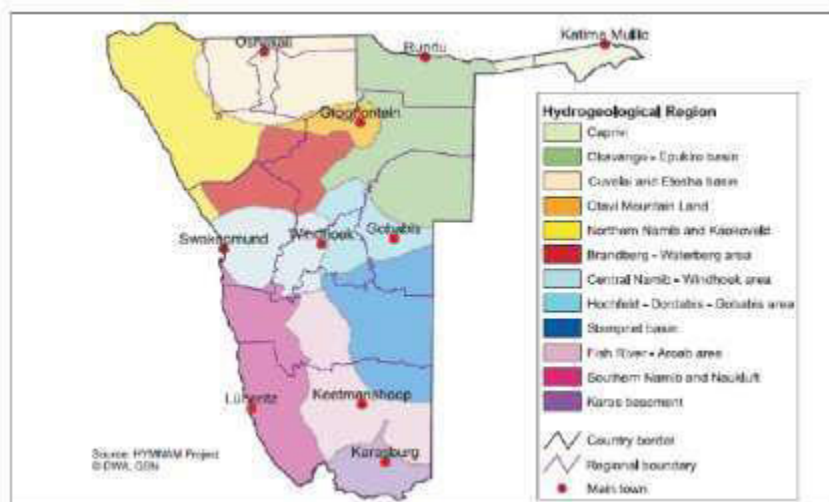 Oshakati
Rundu
Katima Mulilo
Grootfontein
Swakopmund
Windhoek
Gobabis
Lüderitz
Keetmanshoop
Karasburg
Source: HYMNAM Project
© DWA, GSN
Hydrogeological Region
Caprivi
Okavango - Epukiro basin
Cuvelai and Etosha basin
Otavi Mountain Land
Northern Namib and Kaokoveld
Brandberg - Waterberg area
Central Namib - Windhoek area
Hochfeld - Dordabis - Gobabis area
Stampriet basin
Fish River - Aroab area
Southern Namib and Naukluft
Karas basement
Country border
Regional boundary
Main town